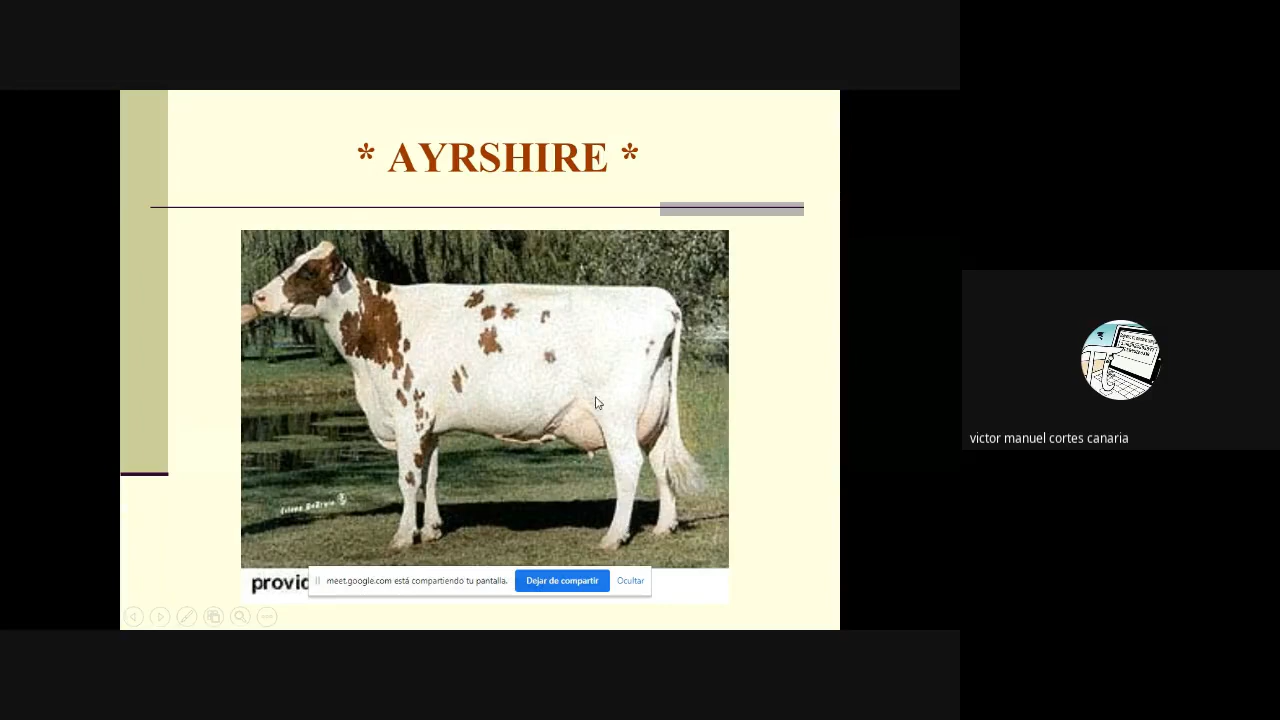 * AYRSHIRE *
provid
meet.google.com está compartiendo tu pantalla.
Dejar de compartir
Ocultar
victor manuel cortes canaria